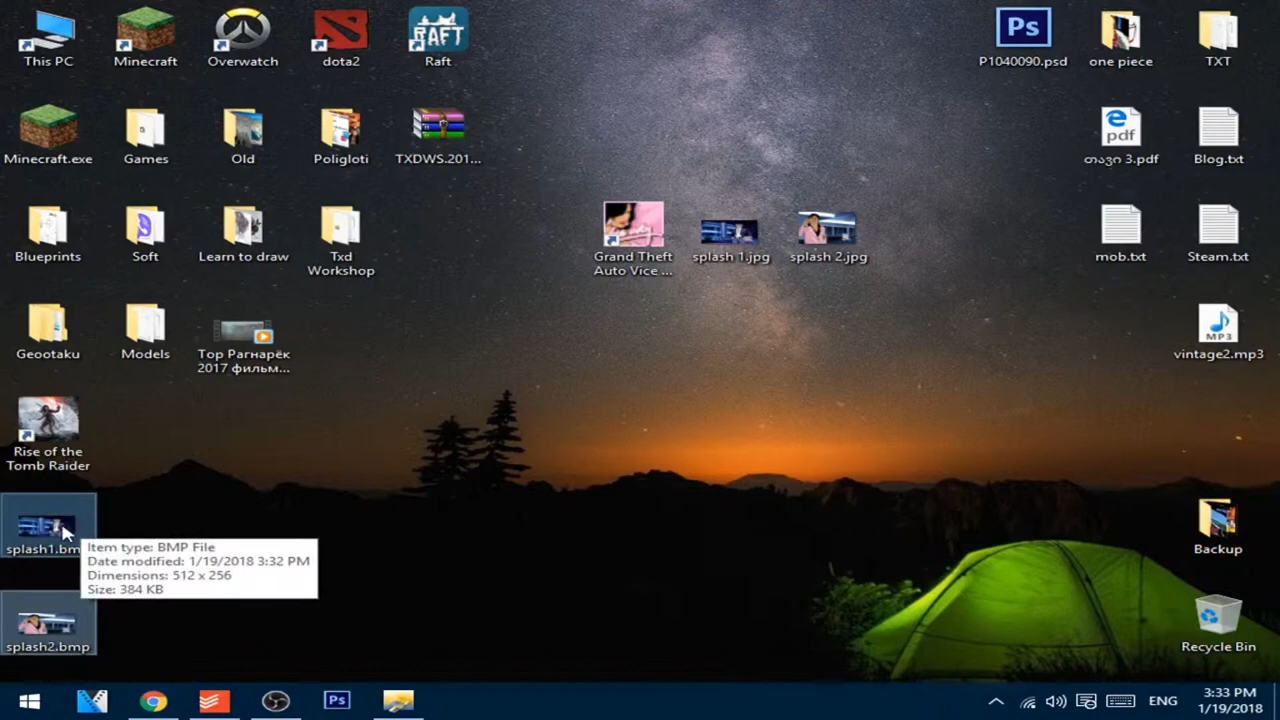 This PC
Minecraft
Overwatch
dota2
RAFT
Raft
Ps
P1040090.psd
one piece
TXT
Minecraft.exe
Games
Old
Poligloti
TXDWS.201...
pdf
თავი 3.pdf
Blog.txt
Blueprints
Soft
Learn to draw
Txd
Workshop
Grand Theft
Auto Vice ...
splash 1.jpg
splash 2.jpg
mob.txt
Steam.txt
Geootaku
Models
Тор Рагнарёк
2017 фильм...
MP3
vintage2.mp3
Rise of the
Tomb Raider
splash1.bm
Item type: BMP File
Date modified: 1/19/2018 3:32 PM
Dimensions: 512 x 256
Size: 384 KB
Backup
splash2.bmp
Recycle Bin
Ps
ENG
3:33 PM
1/19/2018